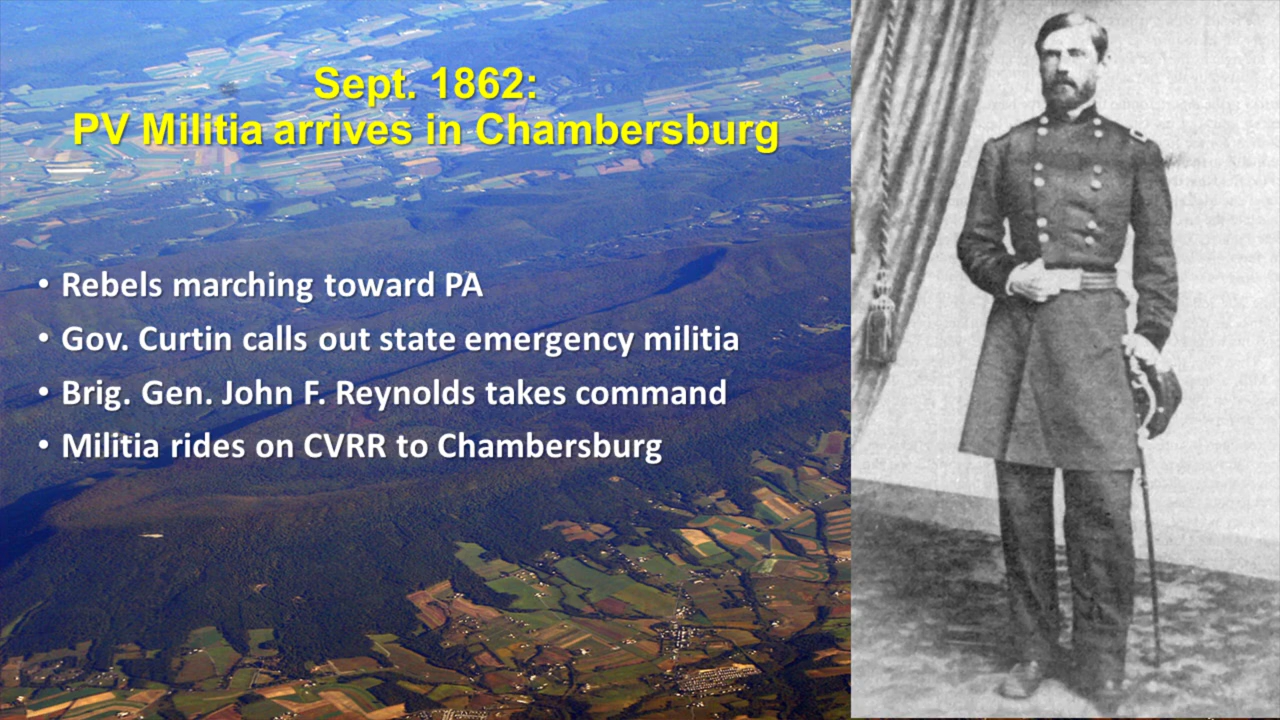 Sept. 1862:
PV Militia arrives in Chambersburg
• Rebels marching toward PA
• Gov. Curtin calls out state emergency militia
• Brig. Gen. John F. Reynolds takes command
• Militia rides on CVRR to Chambersburg